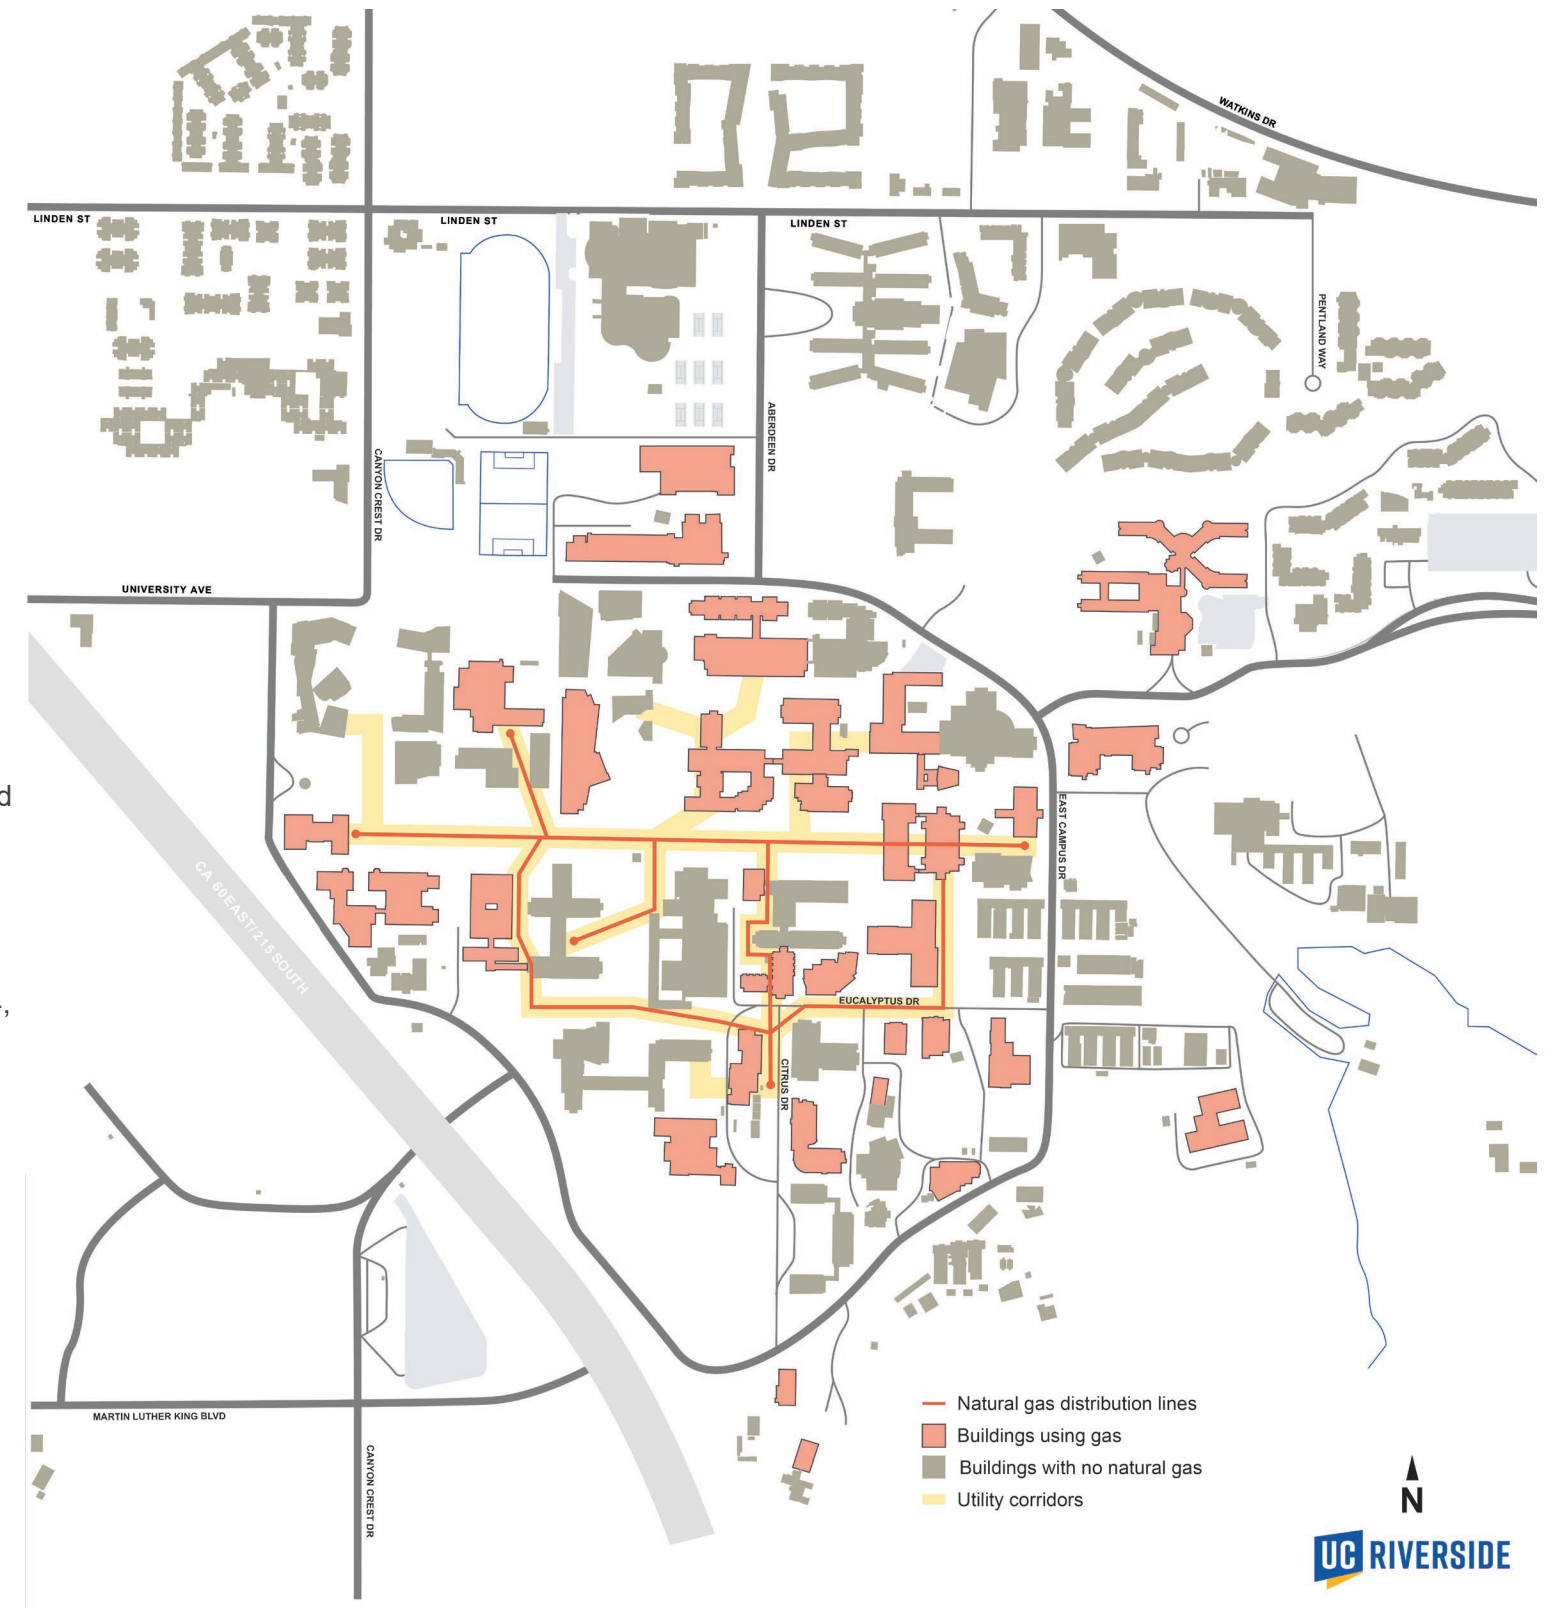 WATKINS DR
LINDEN ST
LINDEN ST
LINDEN ST
PENTLAND WAY
ABERDEEN DR
CANYON CREST DR
UNIVERSITY AVE
d
EAST CAMPUS DR
CA 60EAST/215 SOUTH
,
EUCALYPTUS DR
CITRUS DR
MARTIN LUTHER KING BLVD
CANYON CREST DR
Natural gas distribution lines
Buildings using gas
Buildings with no natural gas
Utility corridors
N
UC RIVERSIDE